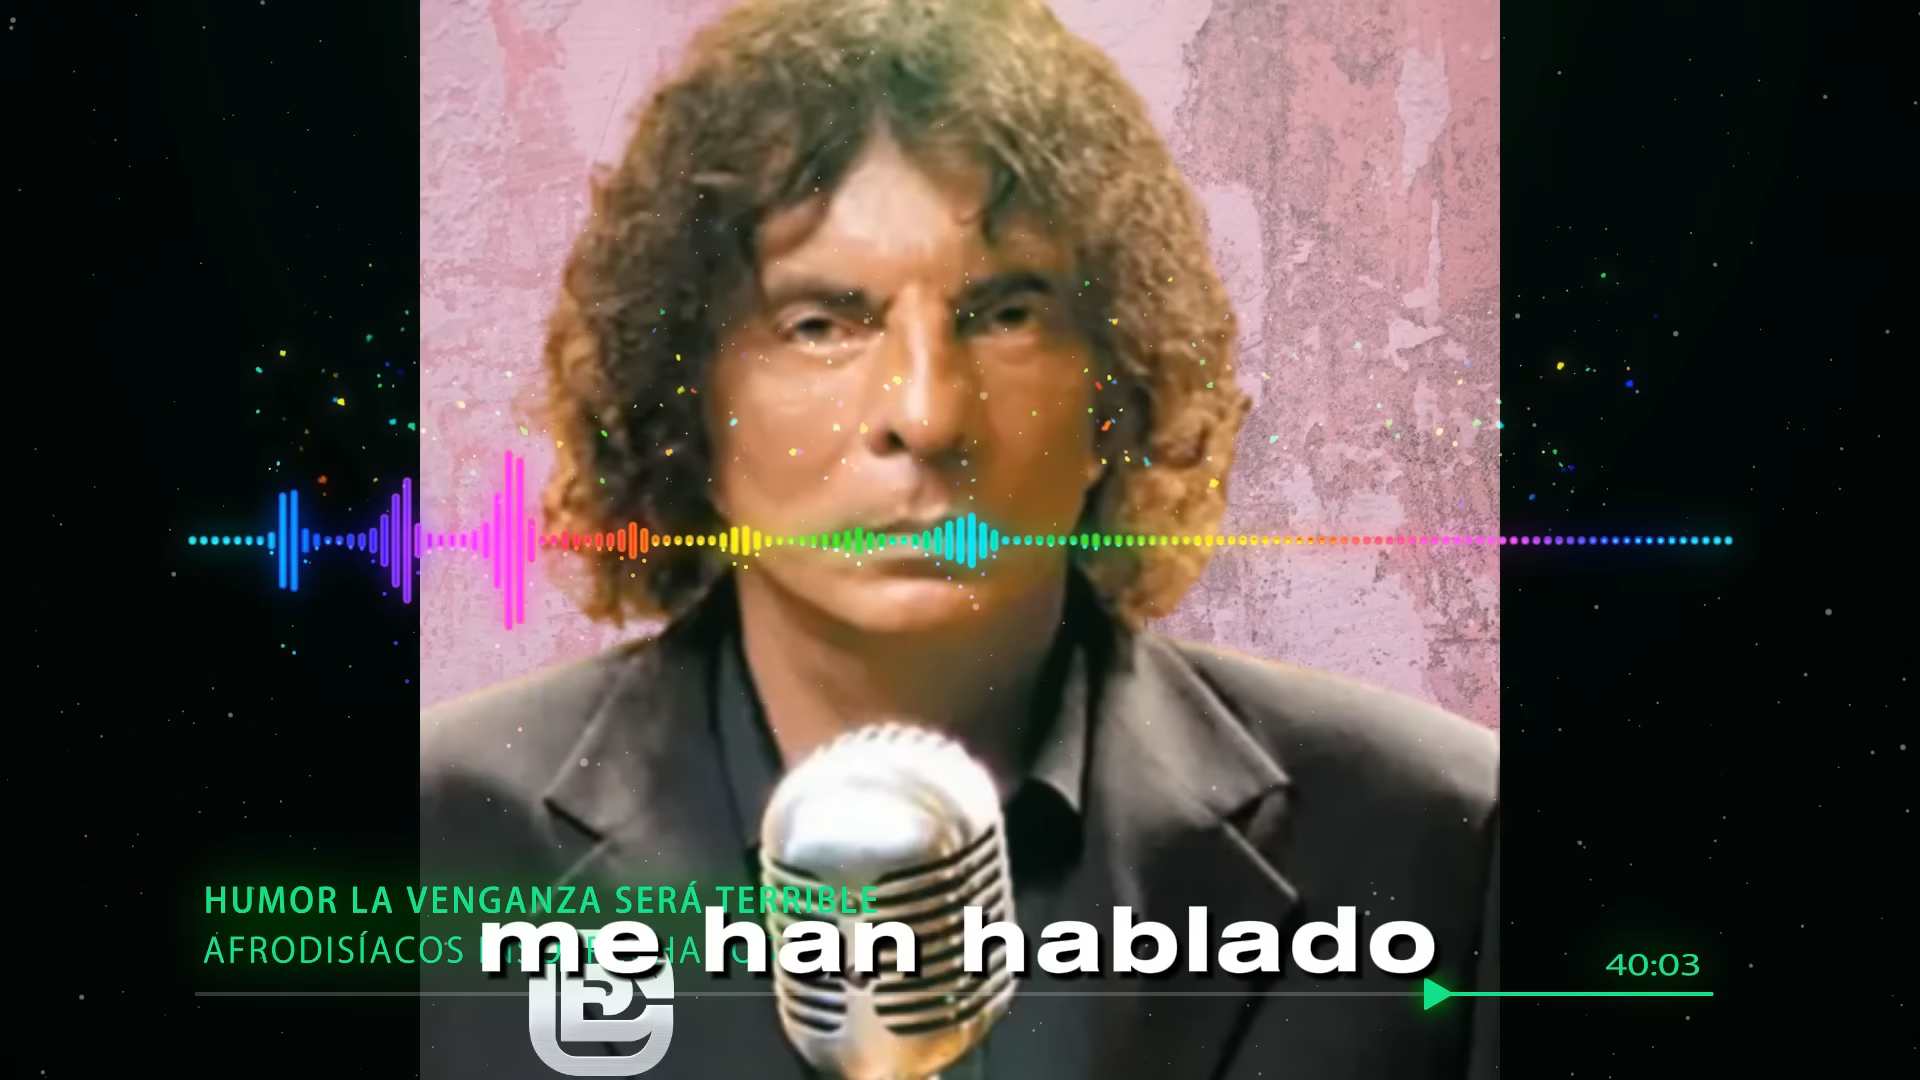 HUMOR LA VENGANZA SERÁ TERRIBLE
AFRODISÍACOS
me han hablado
40:03